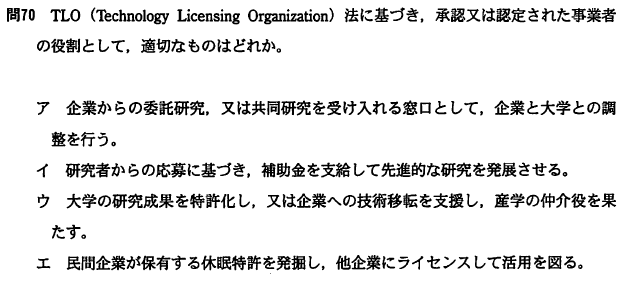 問70 TLO（Technology Licensing Organization）法に基づき，承認又は認定された事業者
の役割として，適切なものはどれか。
ア 企業からの委託研究，又は共同研究を受け入れる窓口として，企業と大学との調
整を行う。
イ 研究者からの応募に基づき，補助金を支給して先進的な研究を発展させる。
ウ 大学の研究成果を特許化し，又は企業への技術移転を支援し，産学の仲介役を果
たす。
エ 民間企業が保有する休眠特許を発掘し，他企業にライセンスして活用を図る。